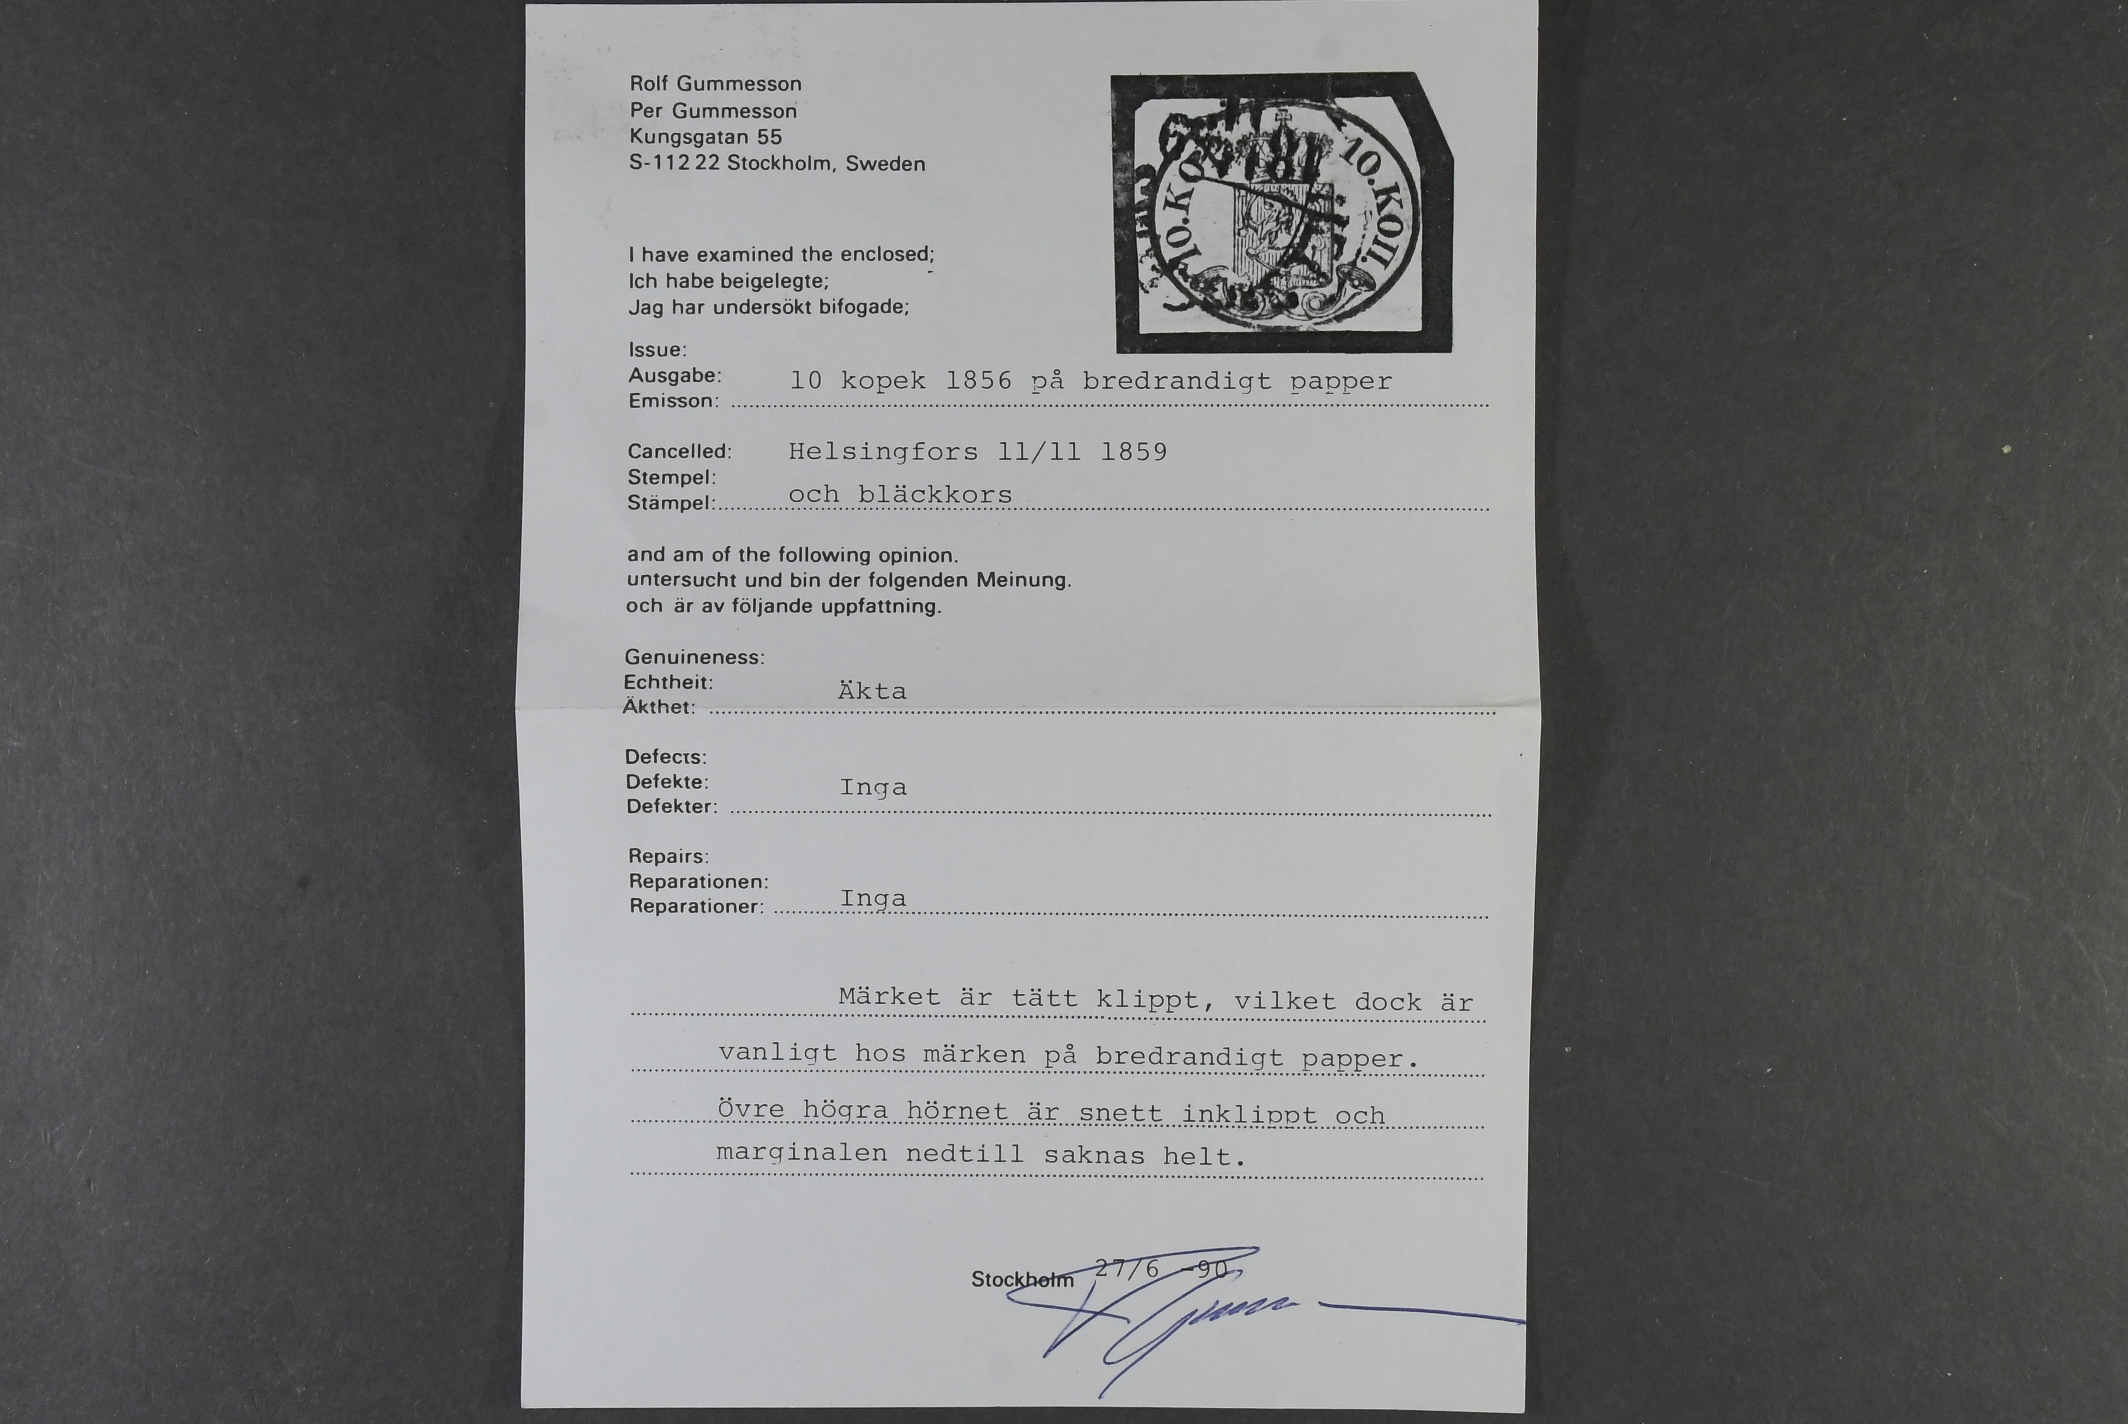 Rolf Gummesson
Per Gummesson
Kungsgatan 55
S-112 22 Stockholm, Sweden
10.KO
10.KOП.
I have examined the enclosed;
Ich habe beigelegte;
Jag har undersökt bifogade;
Issue:
Ausgabe: 10 kopek 1856 på bredrandigt papper
Emisson:
Cancelled: Helsingfors 11/11 1859
Stempel:
Stämpel: och bläckkors
and am of the following opinion.
untersucht und bin der folgenden Meinung.
och är av följande uppfattning.
Genuineness:
Echtheit: Äkta
Äkthet:
Defects:
Defekte: Inga
Defekter:
Repairs:
Reparationen:
Reparationer: Inga
Märket är tätt klippt, vilket dock är
vanligt hos märken på bredrandigt papper.
Övre högra hörnet är snett inklippt och
marginalen nedtill saknas helt.
Stockholm 27/6 -90